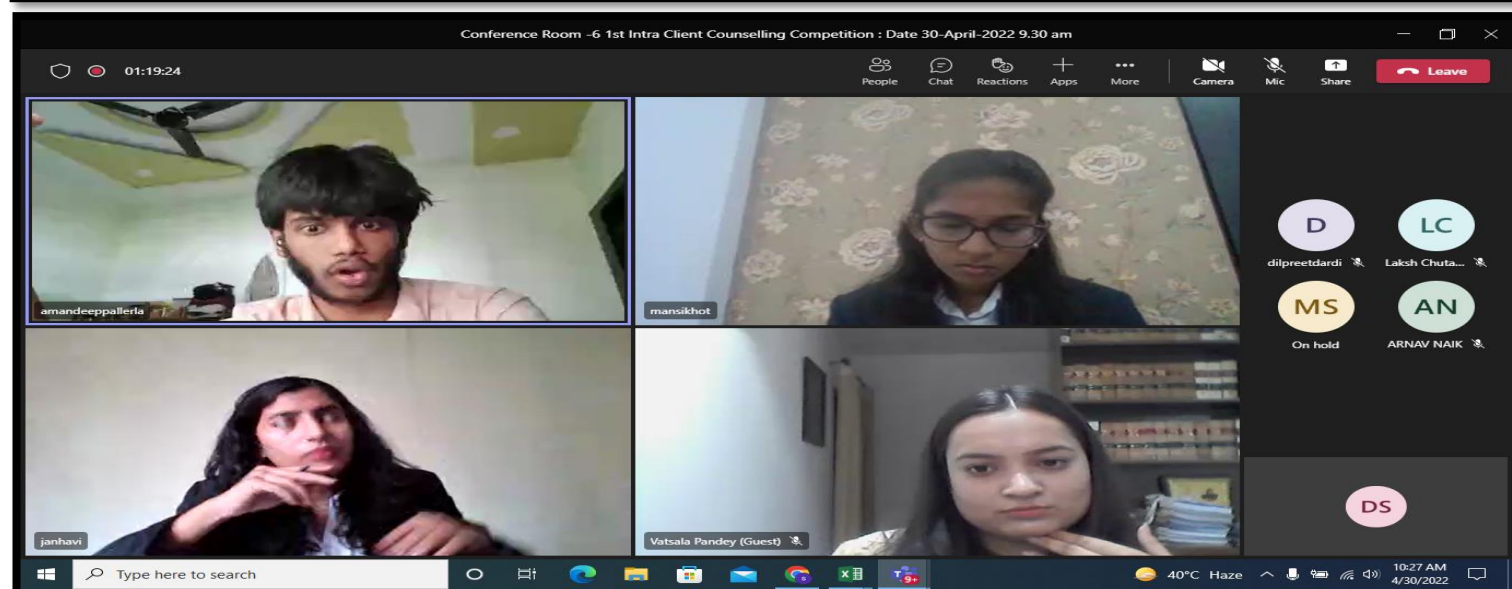 Conference Room -6 1st Intra Client Counselling Competition : Date 30-April-2022 9.30 am
01:19:24
People Chat Reactions Apps More Camera Mic Share Leave
amandeeppallerla
mansikhot
D LC
dilpreetdardi Laksh Chuta...
MS AN
On hold ARNAV NAIK
janhavi
Vatsala Pandey (Guest)
DS
Type here to search
9+
40°C Haze
10:27 AM
4/30/2022